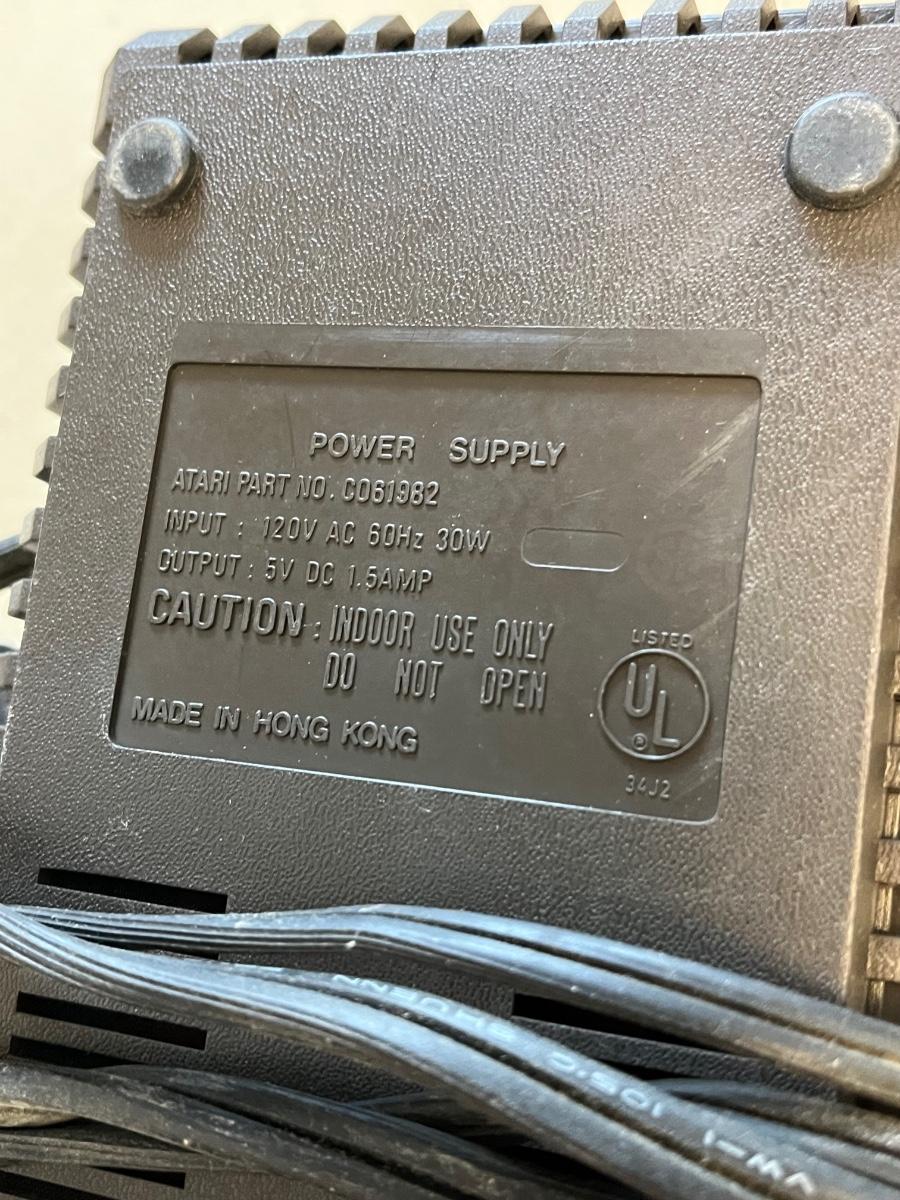 POWER SUPPLY
ATARI PART NO. CO61982
INPUT : 120V AC 60Hz 30W
OUTPUT : 5V DC 1.5AMP
CAUTION : INDOOR USE ONLY
DO NOT OPEN
MADE IN HONG KONG
LISTED
UL
®
34J2